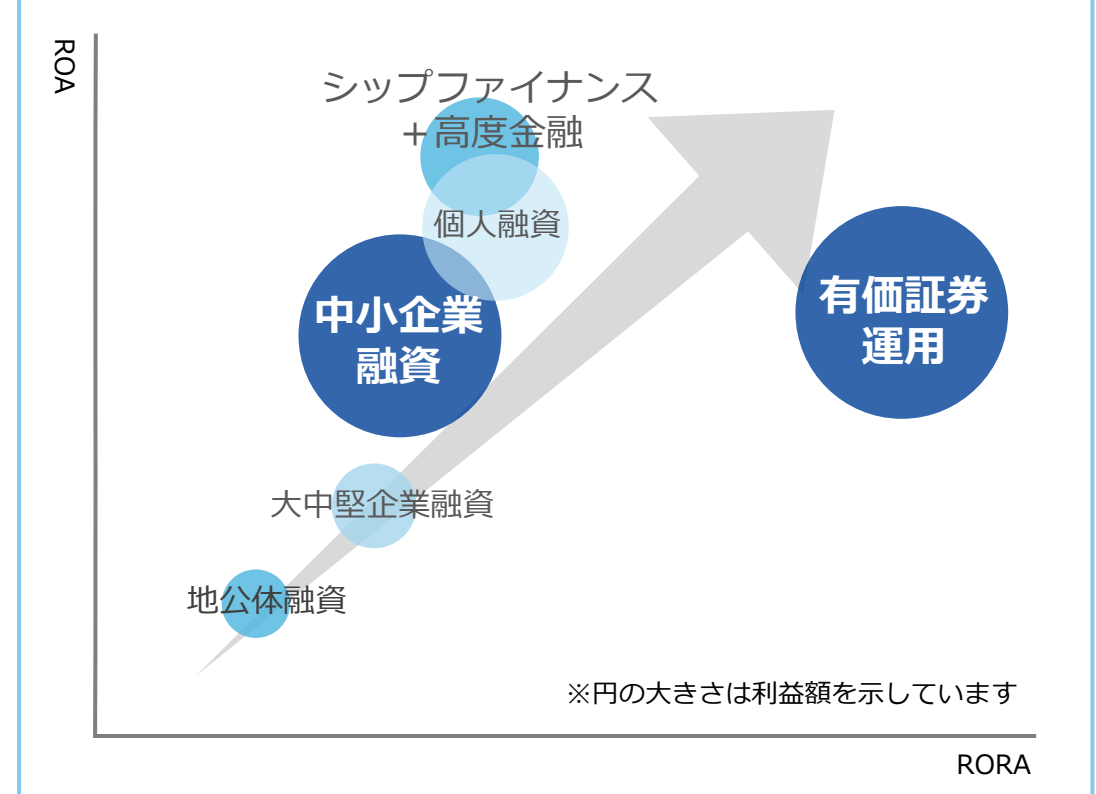 ROA
シップファイナンス
＋高度金融
個人融資
中小企業
融資
有価証券
運用
大中堅企業融資
地公体融資
※円の大きさは利益額を示しています
RORA